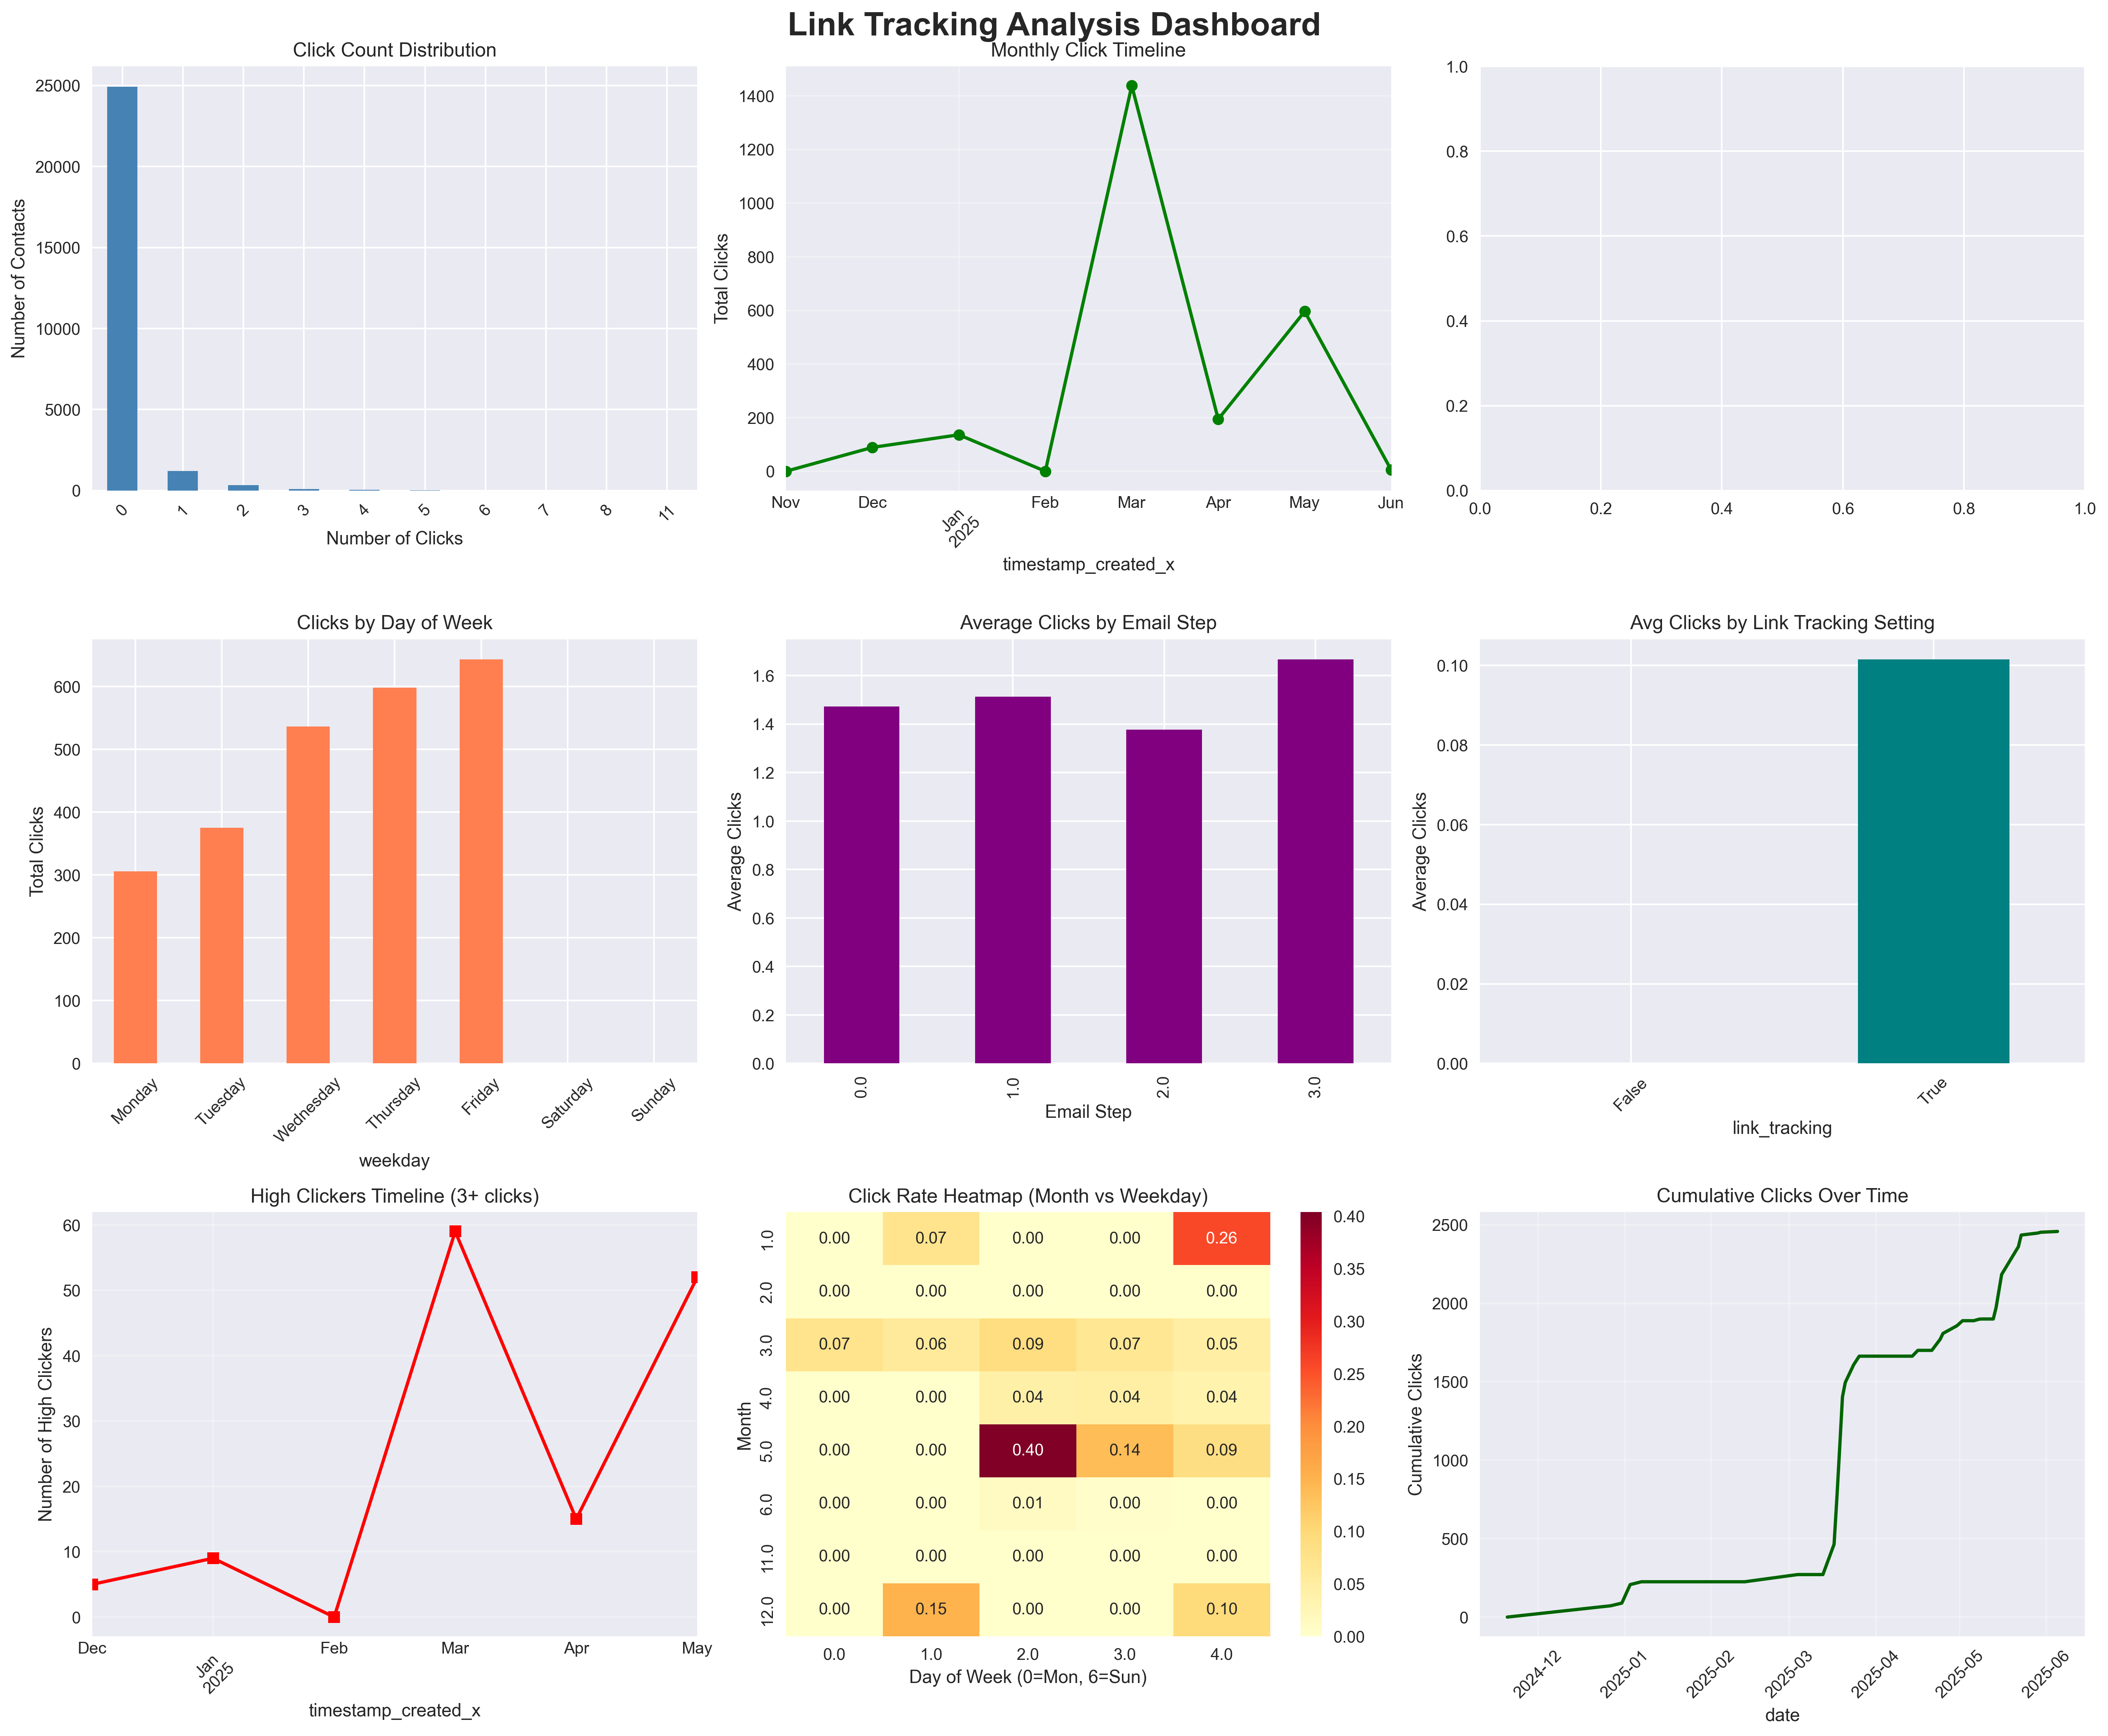 Link Tracking Analysis Dashboard
Click Count Distribution
Number of Contacts
25000
20000
15000
10000
5000
0
0 1 2 3 4 5 6 7 8 11
Number of Clicks
Monthly Click Timeline
Total Clicks
1400
1200
1000
800
600
400
200
0
Nov Dec Jan Feb Mar Apr May Jun
2025
timestamp_created_x
1.0
0.8
0.6
0.4
0.2
0.0
0.0 0.2 0.4 0.6 0.8 1.0
Clicks by Day of Week
Total Clicks
600
500
400
300
200
100
0
Monday Tuesday Wednesday Thursday Friday Saturday Sunday
weekday
Average Clicks by Email Step
Average Clicks
1.6
1.4
1.2
1.0
0.8
0.6
0.4
0.2
0.0
0.0 1.0 2.0 3.0
Email Step
Avg Clicks by Link Tracking Setting
Average Clicks
0.10
0.08
0.06
0.04
0.02
0.00
False True
link_tracking
High Clickers Timeline (3+ clicks)
Number of High Clickers
60
50
40
30
20
10
0
Dec Jan Feb Mar Apr May
2025
timestamp_created_x
Click Rate Heatmap (Month vs Weekday)
Month
1.0 0.00 0.07 0.00 0.00 0.26
2.0 0.00 0.00 0.00 0.00 0.00
3.0 0.07 0.06 0.09 0.07 0.05
4.0 0.00 0.00 0.04 0.04 0.04
5.0 0.00 0.00 0.40 0.14 0.09
6.0 0.00 0.00 0.01 0.00 0.00
11.0 0.00 0.00 0.00 0.00 0.00
12.0 0.00 0.15 0.00 0.00 0.10
0.0 1.0 2.0 3.0 4.0
Day of Week (0=Mon, 6=Sun)
0.40
0.35
0.30
0.25
0.20
0.15
0.10
0.05
0.00
Cumulative Clicks Over Time
Cumulative Clicks
2500
2000
1500
1000
500
0
2024-12 2025-01 2025-02 2025-03 2025-04 2025-05 2025-06
date